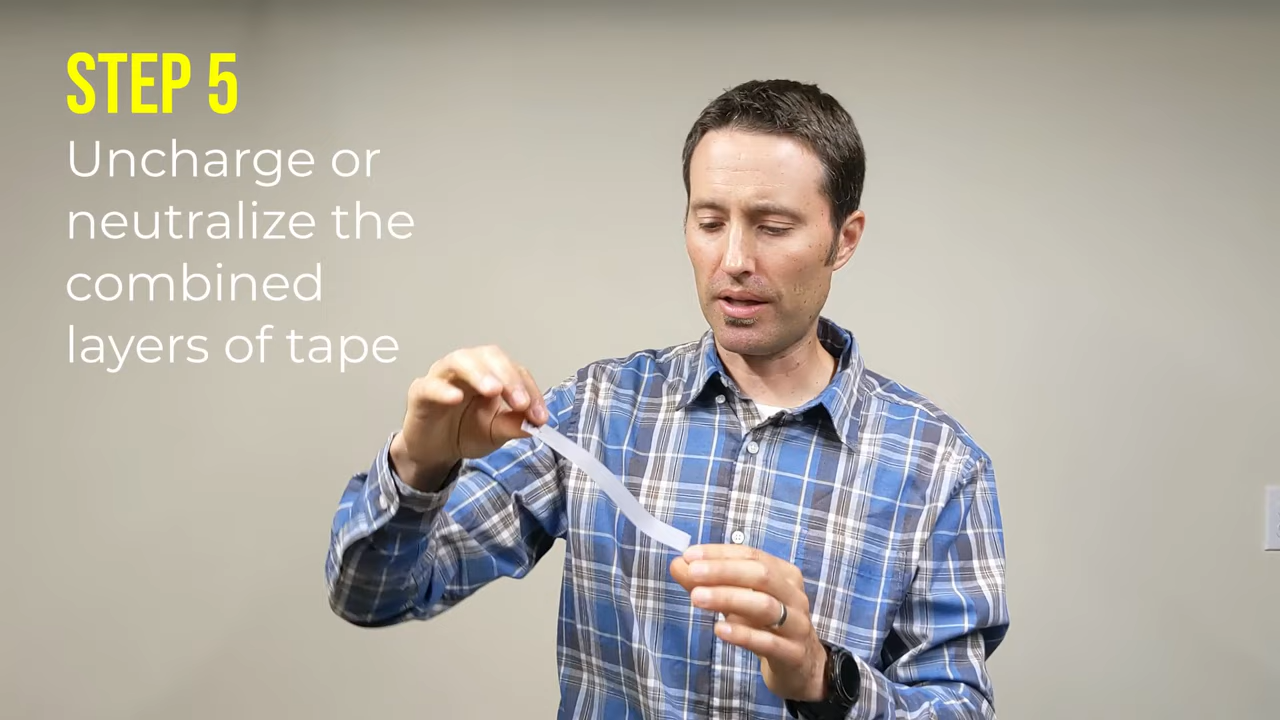 STEP 5
Uncharge or
neutralize the
combined
layers of tape